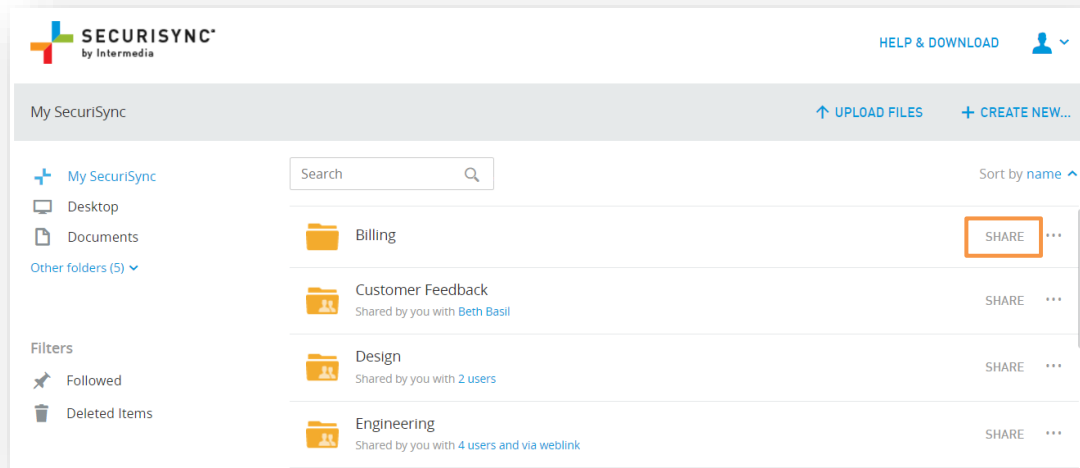 SECURISYNC
by Intermedia
HELP & DOWNLOAD
My SecuriSync
UPLOAD FILES
CREATE NEW...
My SecuriSync
Desktop
Documents
Other folders (5)
Filters
Followed
Deleted Items
Search
Sort by name
Billing
SHARE
Customer Feedback
Shared by you with Beth Basil
SHARE
Design
Shared by you with 2 users
SHARE
Engineering
Shared by you with 4 users and via weblink
SHARE